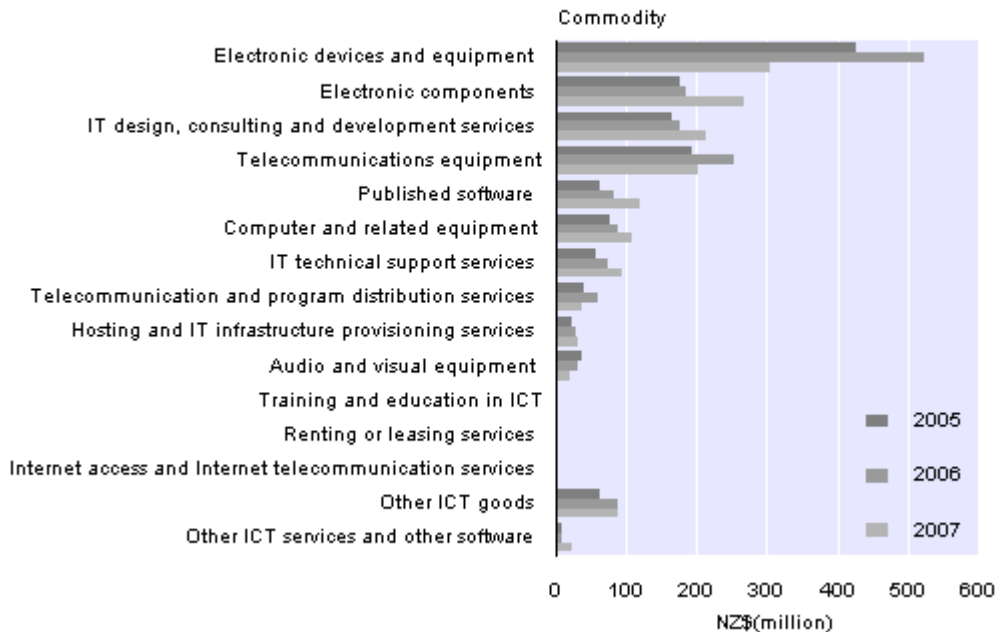 Commodity
Electronic devices and equipment
Electronic components
IT design, consulting and development services
Telecommunications equipment
Published software
Computer and related equipment
IT technical support services
Telecommunication and program distribution services
Hosting and IT infrastructure provisioning services
Audio and visual equipment
Training and education in ICT
Renting or leasing services
Internet access and Internet telecommunication services
Other ICT goods
Other ICT services and other software
2005
2006
2007
0 100 200 300 400 500 600
NZ$(million)